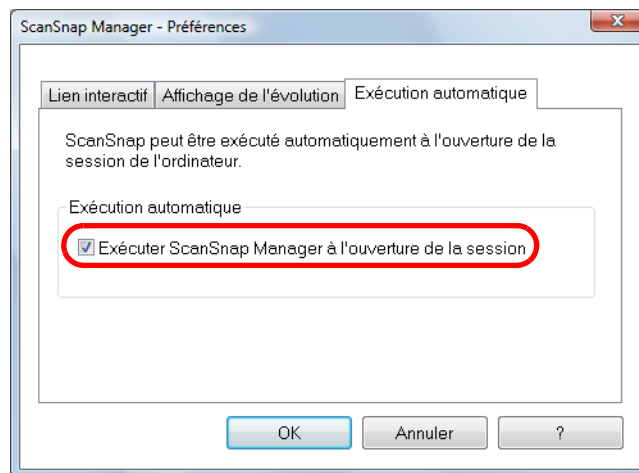 ScanSnap Manager - Préférences
Lien interactif
Affichage de l'évolution
Exécution automatique
ScanSnap peut être exécuté automatiquement à l'ouverture de la
session de l'ordinateur.
Exécution automatique
Exécuter ScanSnap Manager à l'ouverture de la session
OK
Annuler
?